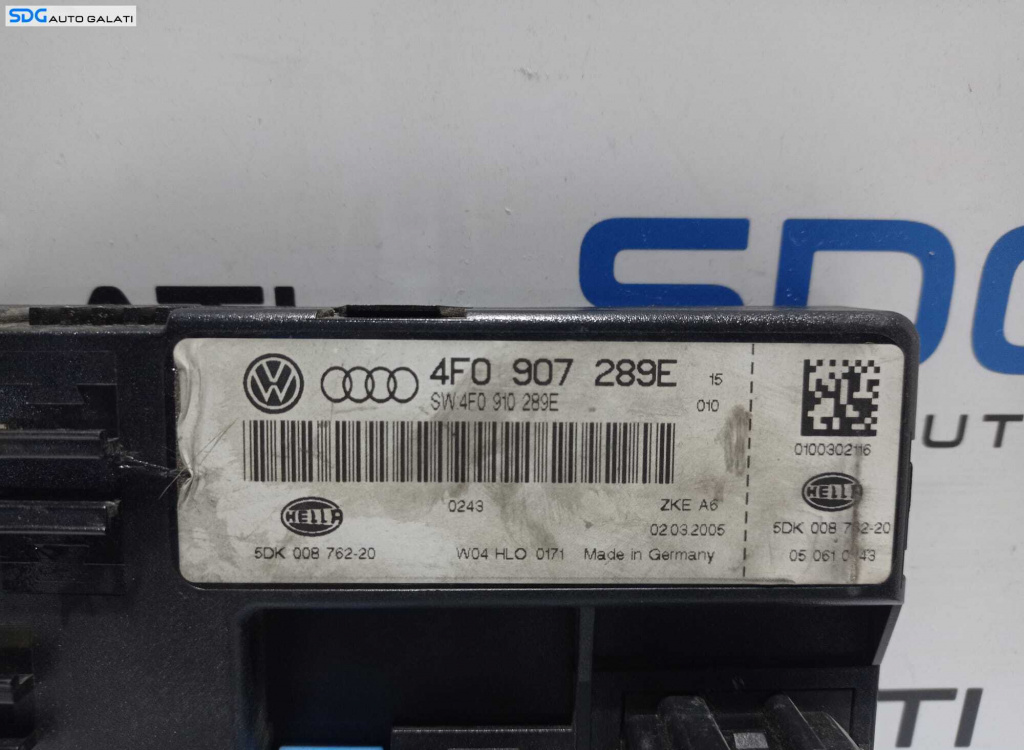 SDG AUTO GALATI
SDG
ATI
4F0 907 289E 15
SW 4F0 910 289E 010
0100302116
UT
HELLA 0243 ZKE A6 HELLA
02.03.2005
5DK 008 762-20
5DK 008 762-20 W04 HLO 0171 Made in Germany
TI